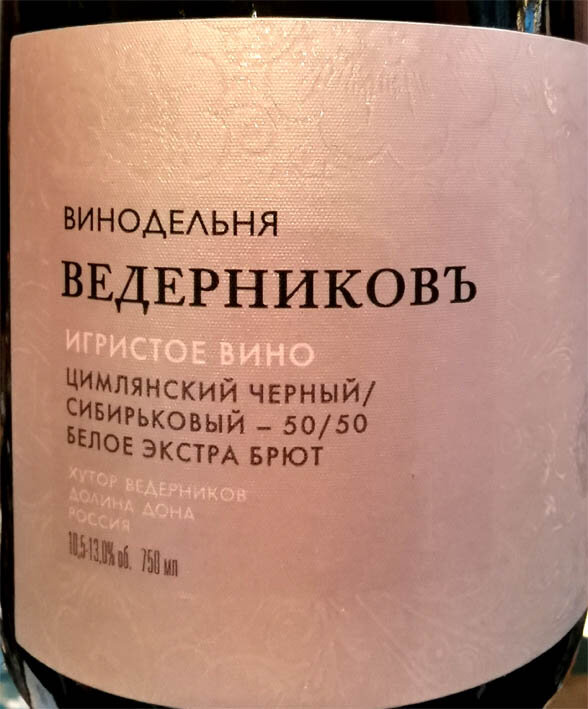 ВИНОДЕЛЬНЯ
ВЕДЕРНИКОВЪ
ИГРИСТОЕ ВИНО
ЦИМЛЯНСКИЙ ЧЕРНЫЙ/
СИБИРЬКОВЫЙ – 50/50
БЕЛОЕ ЭКСТРА БРЮТ
ХУТОР ВЕДЕРНИКОВ
ДОЛИНА ДОНА
РОССИЯ
10,5-13,0% об. 750 мл